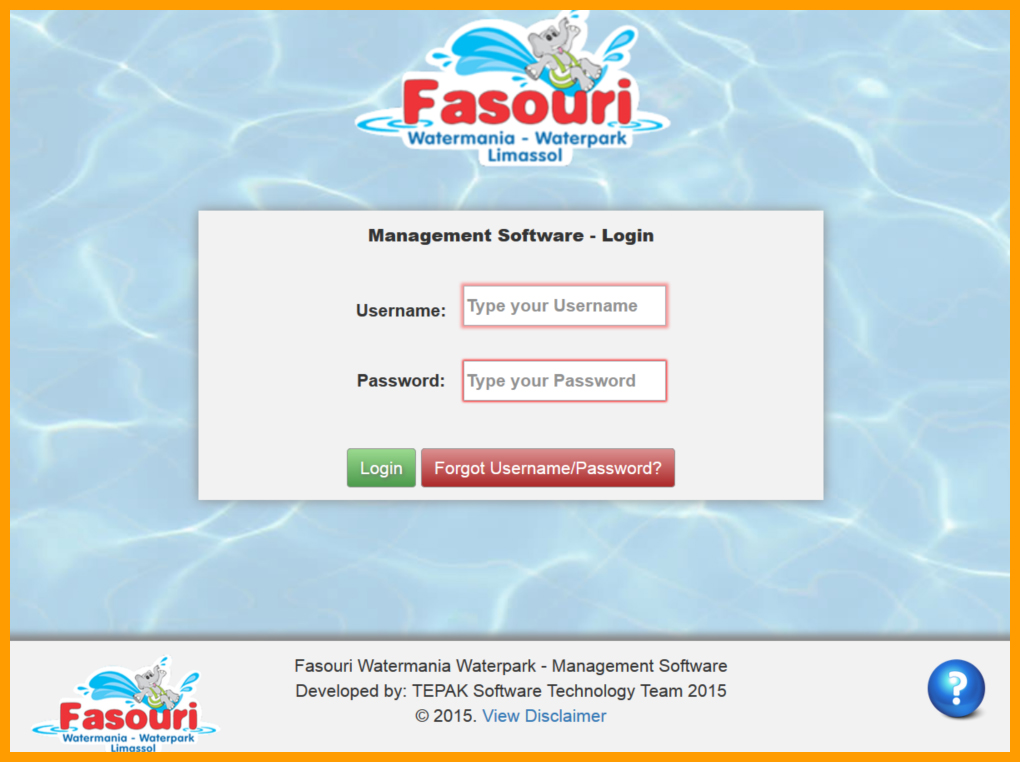 Fasouri
Watermania - Waterpark
Limassol
Management Software - Login
Username:
Type your Username
Password:
Type your Password
Login
Forgot Username/Password?
Fasouri
Watermania - Waterpark
Limassol
Fasouri Watermania Waterpark - Management Software
Developed by: TEPAK Software Technology Team 2015
© 2015. View Disclaimer
?